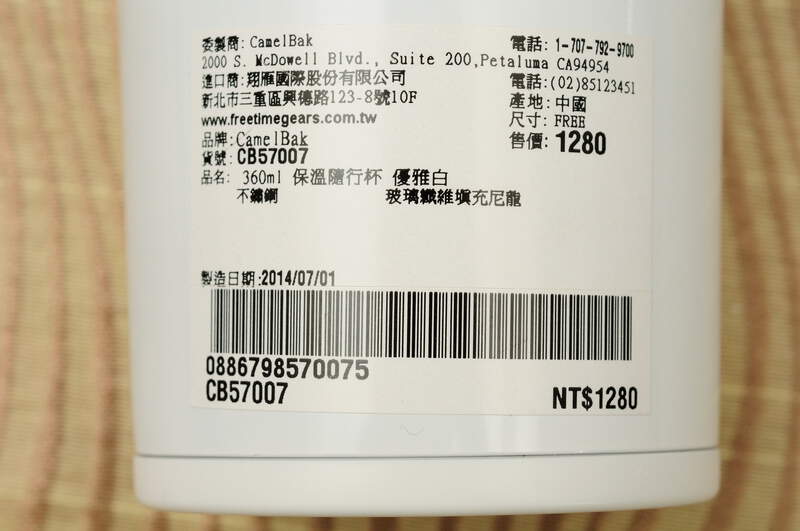 委製商: CamelBak 電話: 1-707-792-9700
2000 S. McDowell Blvd., Suite 200,Petaluma CA94954
進口商:翔雁國際股份有限公司 電話:(02)85123451
新北市三重區興德路123-8號10F 產地:中國
www.freetimegears.com.tw 尺寸: FREE
品牌:CamelBak 售價: 1280
貨號:CB57007
品名: 360ml 保溫隨行杯 優雅白
不鏽鋼 玻璃纖維填充尼龍
製造日期:2014/07/01
0886798570075
CB57007 NT$1280